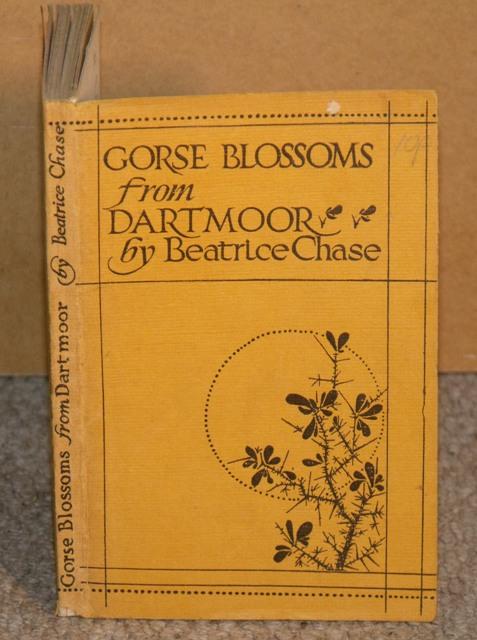 GORSE BLOSSOMS
from
DARTMOOR
by Beatrice Chase
Gorse Blossoms from Dartmoor by Beatrice Chase